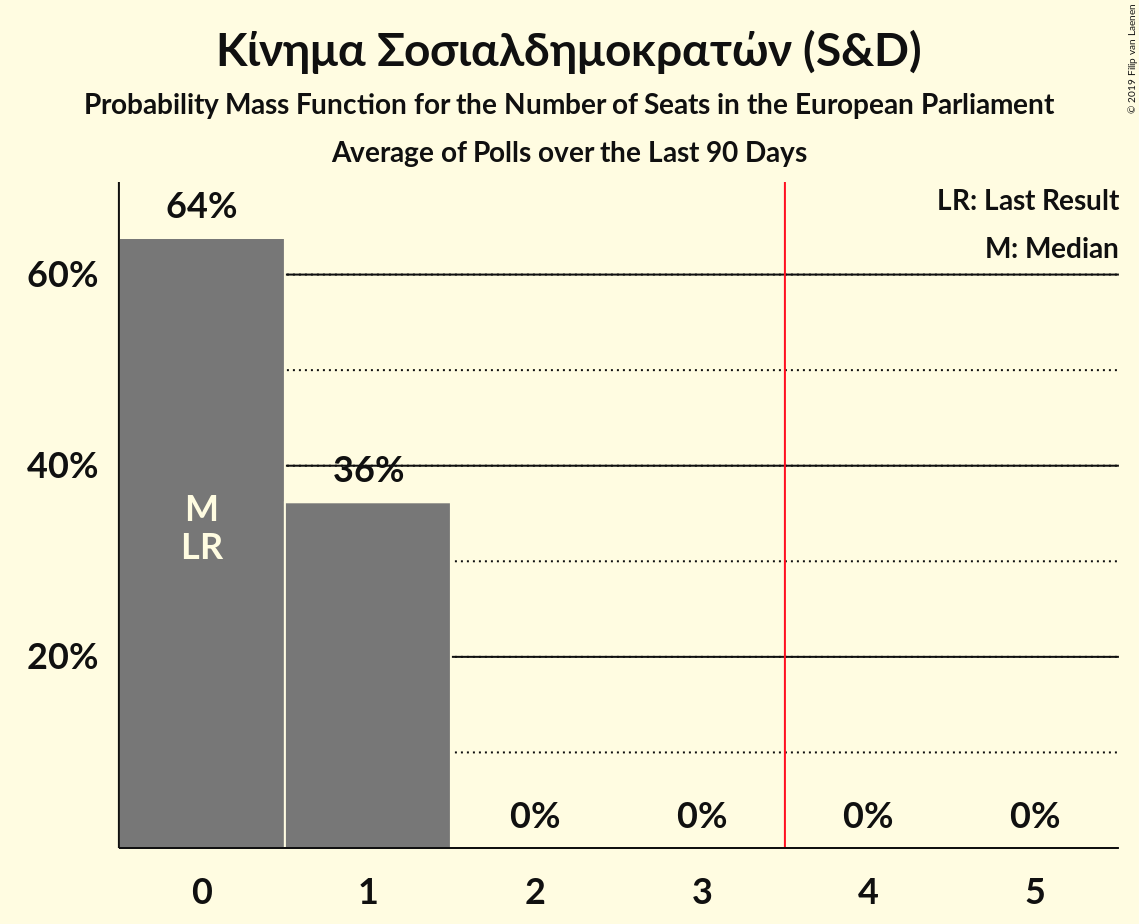 Κίνημα Σοσιαλδημοκρατών (S&D)
Probability Mass Function for the Number of Seats in the European Parliament
Average of Polls over the Last 90 Days
© 2019 Filip van Laenen
LR: Last Result
M: Median
64%
60%
40%
36%
M
LR
20%
0% 0% 0% 0%
0 1 2 3 4 5